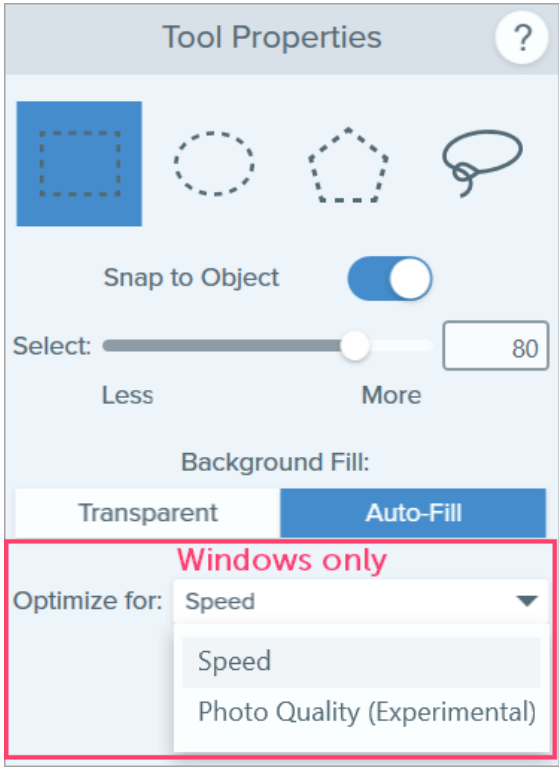 Tool Properties ?
Snap to Object
Select: 80
Less More
Background Fill:
Transparent Auto-Fill
Windows only
Optimize for: Speed
Speed
Photo Quality (Experimental)